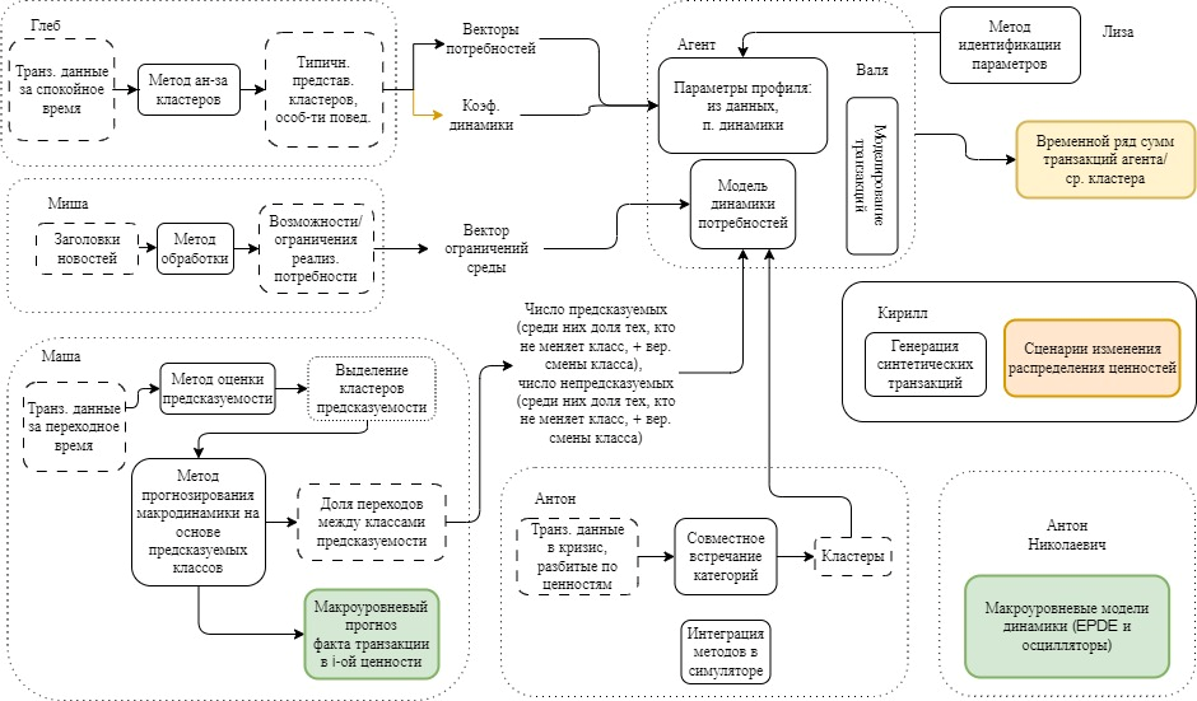 Глеб
Транз. данные
за спокойное
время
Метод ан-за
кластеров
Типичн.
представ.
кластеров,
особ-ти повед.
Векторы
потребностей
Коэф.
динамики
Агент
Параметры профиля:
из данных,
п. динамики
Модель
динамики
потребностей
Валя
Моделирование
транзакций
Метод
идентификации
параметров
Лиза
Временной ряд сумм
транзакций агента/
ср. кластера
Миша
Заголовки
новостей
Метод
обработки
Возможности/
ограничения
реализ.
потребности
Вектор
ограничений
среды
Кирилл
Генерация
синтетических
транзакций
Сценарии изменения
распределения ценностей
Маша
Транз. данные
за переходное
время
Метод оценки
предсказуемости
Выделение
кластеров
предсказуемости
Метод
прогнозирования
макродинамики на
основе
предсказуемых
классов
Доля переходов
между классами
предсказуемости
Макроуровневый
прогноз
факта транзакции
в i-ой ценности
Число предсказуемых
(среди них доля тех, кто
не меняет класс, + вер.
смены класса),
число непредсказуемых
(среди них доля тех, кто
не меняет класс, + вер.
смены класса)
Антон
Транз. данные
в кризис,
разбитые по
ценностям
Совместное
встречание
категорий
Кластеры
Интеграция
методов в
симуляторе
Антон
Николаевич
Макроуровневые модели
динамики (EPDE и
осцилляторы)